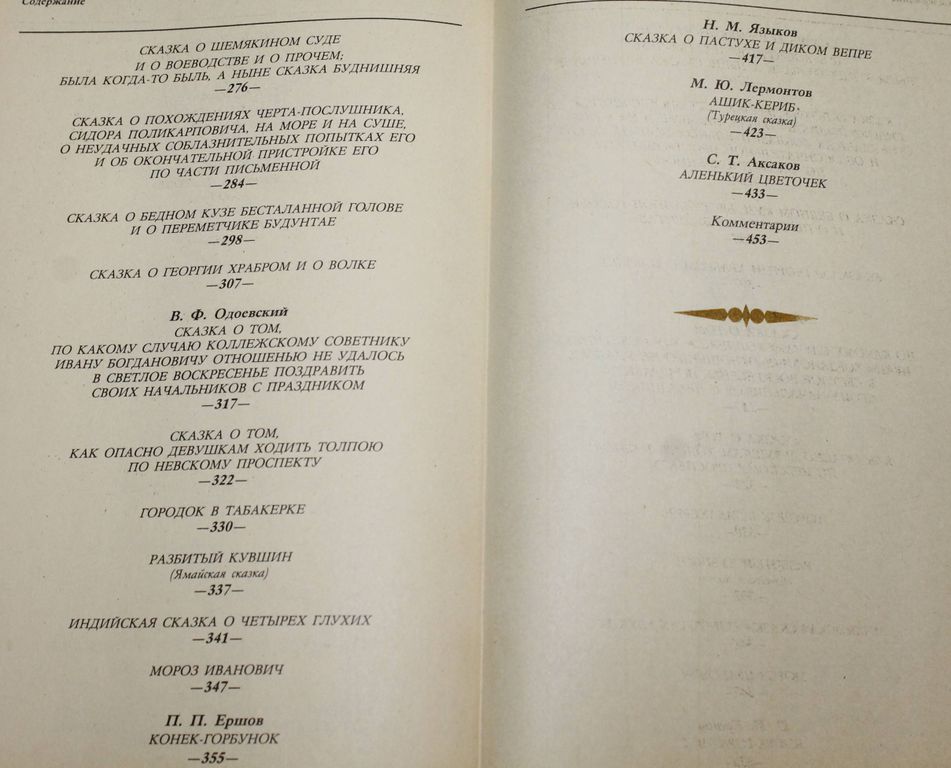 Содержание
СКАЗКА О ШЕМЯКИНОМ СУДЕ
И О ВОЕВОДСТВЕ И О ПРОЧЕМ;
БЫЛА КОГДА-ТО БЫЛЬ, А НЫНЕ СКАЗКА БУДНИШНЯЯ
—276—
СКАЗКА О ПОХОЖДЕНИЯХ ЧЕРТА-ПОСЛУШНИКА,
СИДОРА ПОЛИКАРПОВИЧА, НА МОРЕ И НА СУШЕ,
О НЕУДАЧНЫХ СОБЛАЗНИТЕЛЬНЫХ ПОПЫТКАХ ЕГО
И ОБ ОКОНЧАТЕЛЬНОЙ ПРИСТРОЙКЕ ЕГО
ПО ЧАСТИ ПИСЬМЕННОЙ
—284—
СКАЗКА О БЕДНОМ КУЗЕ БЕСТАЛАННОЙ ГОЛОВЕ
И О ПЕРЕМЕТЧИКЕ БУДУНТАЕ
—298—
СКАЗКА О ГЕОРГИИ ХРАБРОМ И О ВОЛКЕ
—307—
В. Ф. Одоевский
СКАЗКА О ТОМ,
ПО КАКОМУ СЛУЧАЮ КОЛЛЕЖСКОМУ СОВЕТНИКУ
ИВАНУ БОГДАНОВИЧУ ОТНОШЕНЬЮ НЕ УДАЛОСЬ
В СВЕТЛОЕ ВОСКРЕСЕНЬЕ ПОЗДРАВИТЬ
СВОИХ НАЧАЛЬНИКОВ С ПРАЗДНИКОМ
—317—
СКАЗКА О ТОМ,
КАК ОПАСНО ДЕВУШКАМ ХОДИТЬ ТОЛПОЮ
ПО НЕВСКОМУ ПРОСПЕКТУ
—322—
ГОРОДОК В ТАБАКЕРКЕ
—330—
РАЗБИТЫЙ КУВШИН
(Ямайская сказка)
—337—
ИНДИЙСКАЯ СКАЗКА О ЧЕТЫРЕХ ГЛУХИХ
—341—
МОРОЗ ИВАНОВИЧ
—347—
П. П. Ершов
КОНЕК-ГОРБУНОК
—355—
Н. М. Языков
СКАЗКА О ПАСТУХЕ И ДИКОМ ВЕПРЕ
—417—
М. Ю. Лермонтов
АШИК-КЕРИБ
(Турецкая сказка)
—423—
С. Т. Аксаков
АЛЕНЬКИЙ ЦВЕТОЧЕК
—433—
Комментарии
—453—